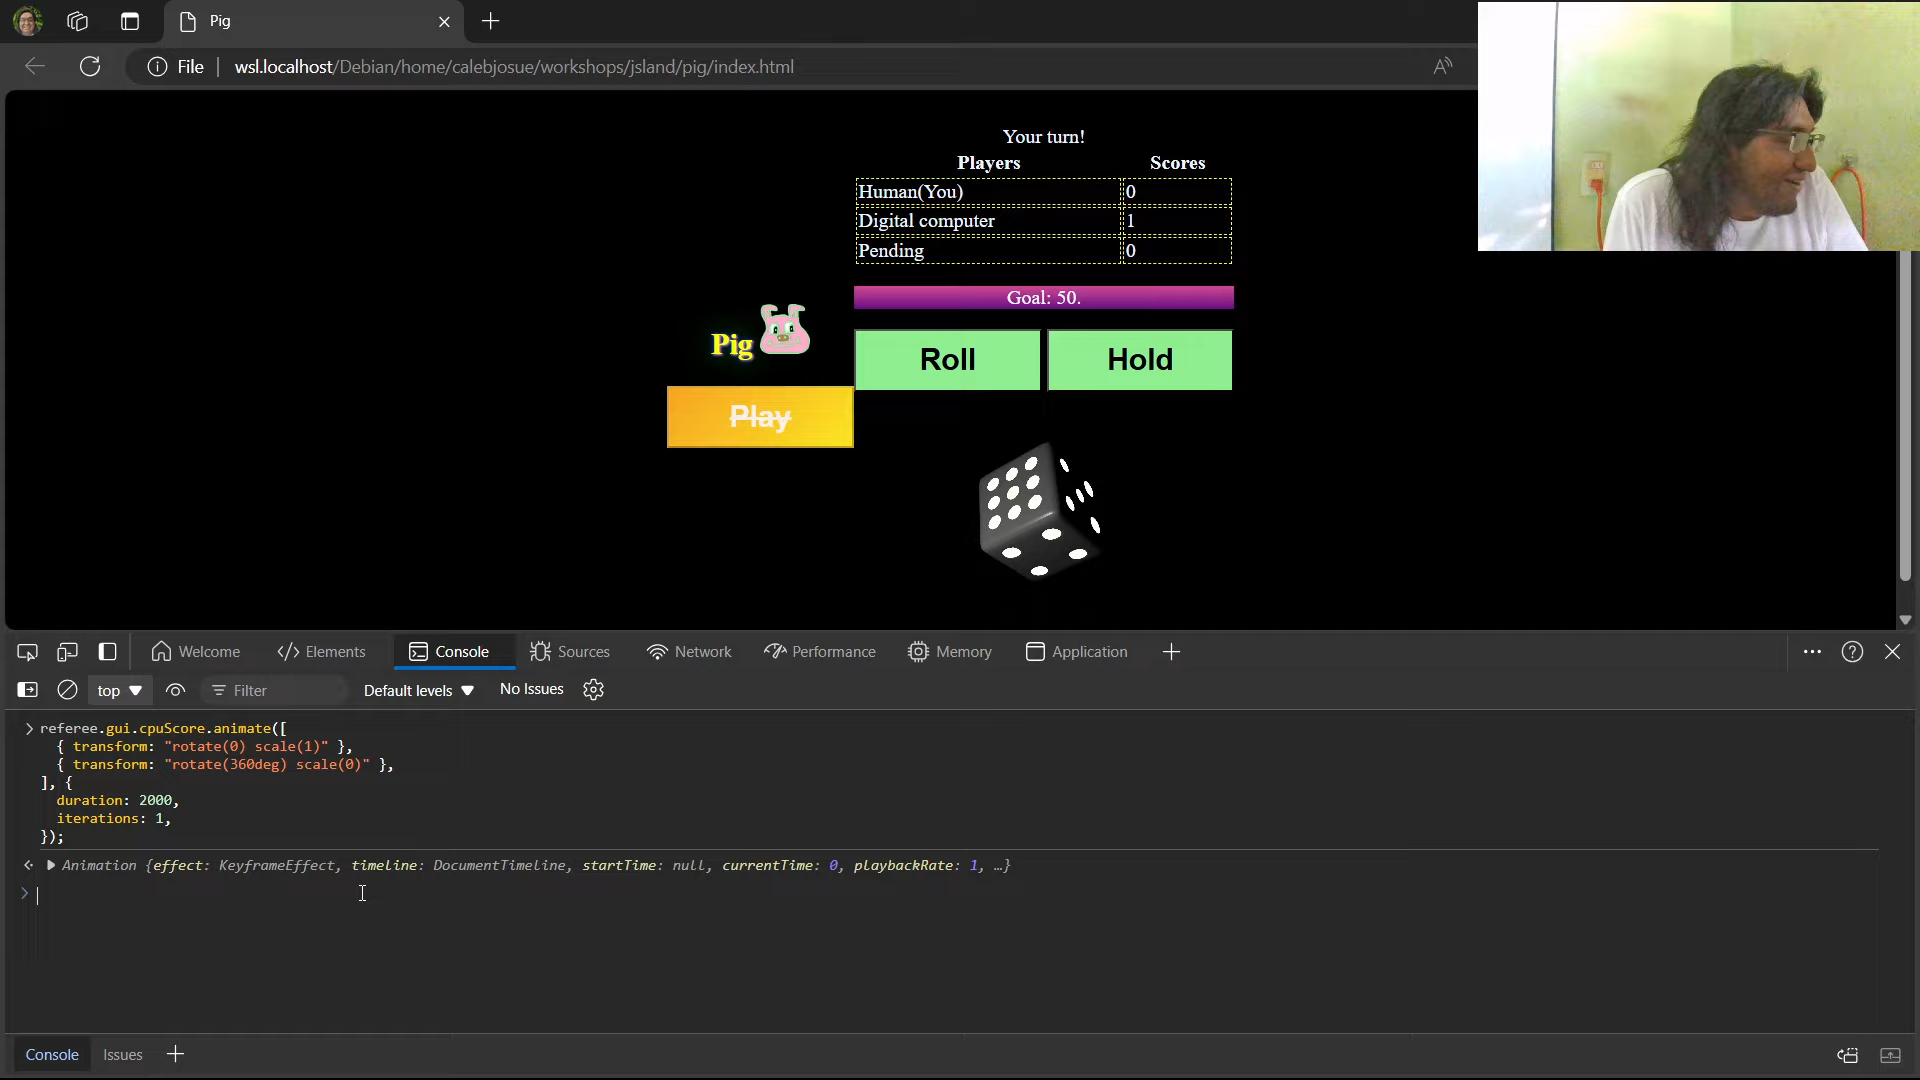 Pig
File wsl.localhost/Debian/home/calebjosue/workshops/jsland/pig/index.html
Your turn!
Players Scores
Human(You) 0
Digital computer 1
Pending 0
Goal: 50.
Pig
Roll Hold
Play
Welcome Elements Console Sources Network Performance Memory Application
top Filter Default levels No Issues
referee.gui.cpuScore.animate([
{ transform: "rotate(0) scale(1)" },
{ transform: "rotate(360deg) scale(0)" },
], {
duration: 2000,
iterations: 1,
});
Animation {effect: KeyframeEffect, timeline: DocumentTimeline, startTime: null, currentTime: 0, playbackRate: 1, …}
Console Issues